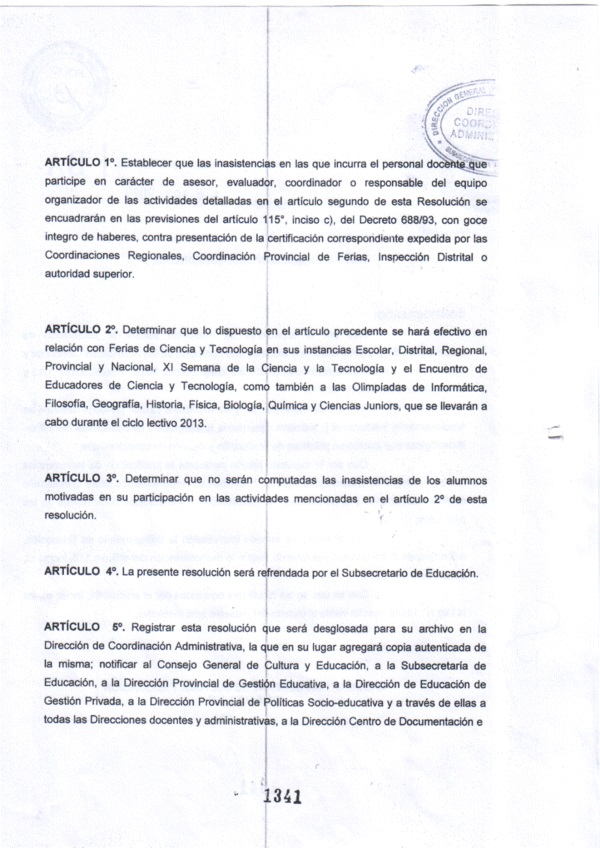 DIRECCION GENERAL
DIRE
COORD
ADMINIS
ARTÍCULO 1º. Establecer que las inasistencias en las que incurra el personal docente que
participe en carácter de asesor, evaluador, coordinador o responsable del equipo
organizador de las actividades detalladas en el artículo segundo de esta Resolución se
encuadrarán en las previsiones del artículo 115°, inciso c), del Decreto 688/93, con goce
integro de haberes, contra presentación de la certificación correspondiente expedida por las
Coordinaciones Regionales, Coordinación Provincial de Ferias, Inspección Distrital o
autoridad superior.
ARTÍCULO 2º. Determinar que lo dispuesto en el artículo precedente se hará efectivo en
relación con Ferias de Ciencia y Tecnología en sus instancias Escolar, Distrital, Regional,
Provincial y Nacional, XI Semana de la Ciencia y la Tecnología y el Encuentro de
Educadores de Ciencia y Tecnología, como también a las Olimpíadas de Informática,
Filosofía, Geografía, Historia, Física, Biología, Química y Ciencias Juniors, que se llevarán a
cabo durante el ciclo lectivo 2013.
ARTÍCULO 3º. Determinar que no serán computadas las inasistencias de los alumnos
motivadas en su participación en las actividades mencionadas en el artículo 2º de esta
resolución.
ARTÍCULO 4º. La presente resolución será refrendada por el Subsecretario de Educación.
ARTÍCULO 5º. Registrar esta resolución que será desglosada para su archivo en la
Dirección de Coordinación Administrativa, la que en su lugar agregará copia autenticada de
la misma; notificar al Consejo General de Cultura y Educación, a la Subsecretaría de
Educación, a la Dirección Provincial de Gestión Educativa, a la Dirección de Educación de
Gestión Privada, a la Dirección Provincial de Políticas Socio-educativa y a través de ellas a
todas las Direcciones docentes y administrativas, a la Dirección Centro de Documentación e
1341